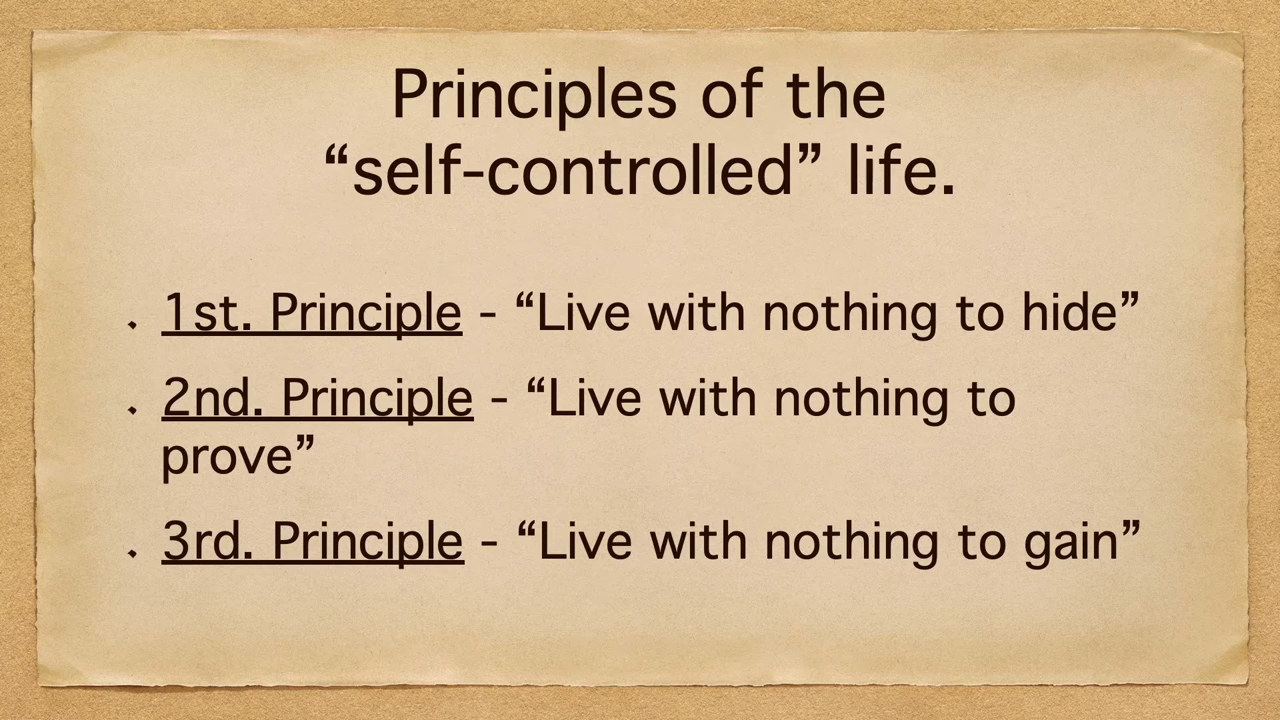 Principles of the
“self-controlled” life.
1st. Principle - “Live with nothing to hide”
2nd. Principle - “Live with nothing to
prove”
3rd. Principle - “Live with nothing to gain”